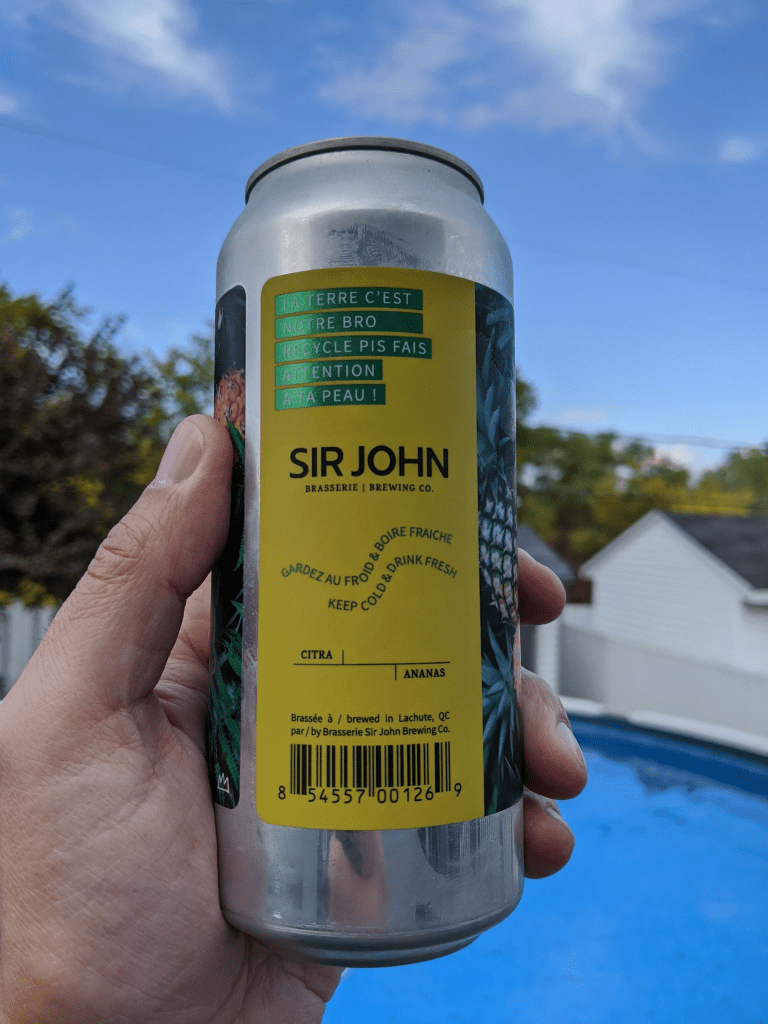 LA TERRE C'EST
NOTRE BRO
RECYCLE PIS FAIS
ATTENTION
À TA PEAU !
SIR JOHN
BRASSERIE | BREWING CO.
GARDEZ AU FROID & BOIRE FRAICHE
KEEP COLD & DRINK FRESH
CITRA
ANANAS
Brassée à / brewed in Lachute, QC
par / by Brasserie Sir John Brewing Co.
8 54557 00126 9